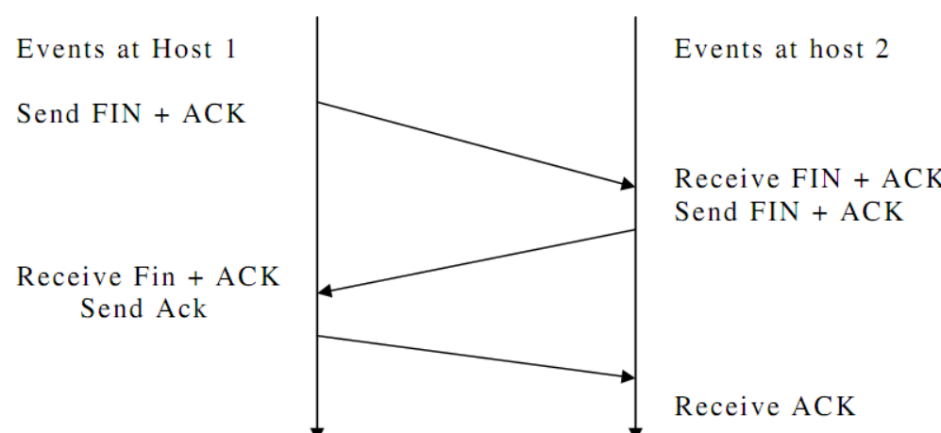 Events at Host 1
Events at host 2
Send FIN + ACK
Receive FIN + ACK
Send FIN + ACK
Receive Fin + ACK
Send Ack
Receive ACK